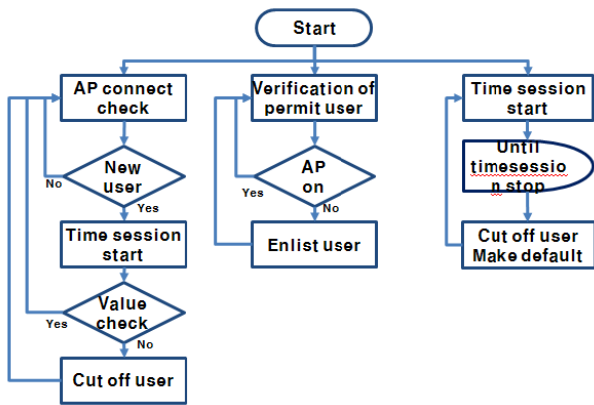 Start
AP connect
check
New
user
No
Yes
Time session
start
Value
check
Yes
No
Cut off user
Verification of
permit user
AP
on
Yes
No
Enlist user
Time session
start
Until
timesessio
n stop
Cut off user
Make default